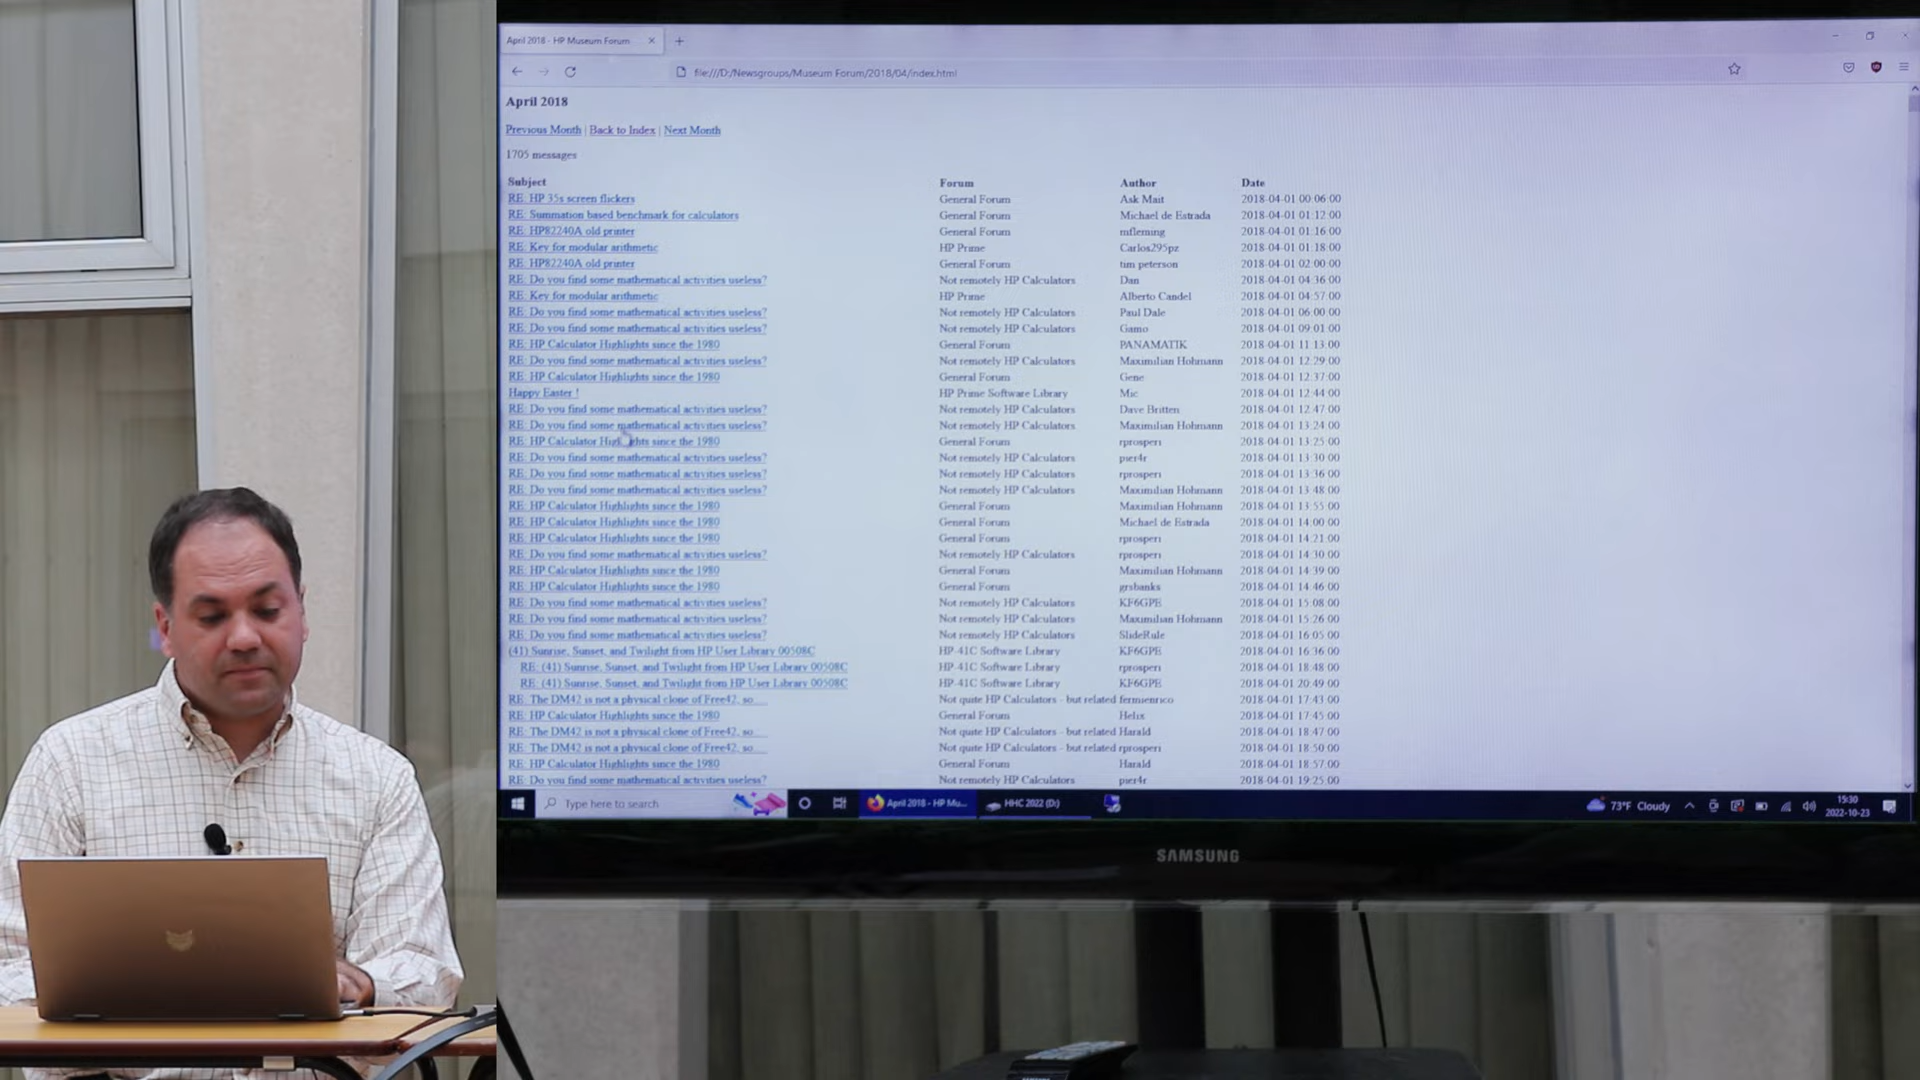 April 2018 - HP Museum Forum
file:///D:/Newsgroups/Museum Forum/2018/04/index.html
April 2018
Previous Month | Back to Index | Next Month
1705 messages
Subject Forum Author Date
RE: HP 35s screen flickers General Forum Ask Mait 2018-04-01 00:06:00
RE: Summation based benchmark for calculators General Forum Michael de Estrada 2018-04-01 01:12:00
RE: HP82240A old printer General Forum mfleming 2018-04-01 01:16:00
RE: Key for modular arithmetic HP Prime Carlos295pz 2018-04-01 01:18:00
RE: HP82240A old printer General Forum tim peterson 2018-04-01 02:00:00
RE: Do you find some mathematical activities useless? Not remotely HP Calculators Dan 2018-04-01 04:36:00
RE: Key for modular arithmetic HP Prime Alberto Candel 2018-04-01 04:57:00
RE: Do you find some mathematical activities useless? Not remotely HP Calculators Paul Dale 2018-04-01 06:00:00
RE: Do you find some mathematical activities useless? Not remotely HP Calculators Gamo 2018-04-01 09:01:00
RE: HP Calculator Highlights since the 1980 General Forum PANAMATIK 2018-04-01 11:13:00
RE: Do you find some mathematical activities useless? Not remotely HP Calculators Maximilian Hohmann 2018-04-01 12:29:00
RE: HP Calculator Highlights since the 1980 General Forum Gene 2018-04-01 12:37:00
Happy Easter ! HP Prime Software Library Mic 2018-04-01 12:44:00
RE: Do you find some mathematical activities useless? Not remotely HP Calculators Dave Britten 2018-04-01 12:47:00
RE: Do you find some mathematical activities useless? Not remotely HP Calculators Maximilian Hohmann 2018-04-01 13:24:00
RE: HP Calculator Highlights since the 1980 General Forum rprosperi 2018-04-01 13:25:00
RE: Do you find some mathematical activities useless? Not remotely HP Calculators pier4r 2018-04-01 13:30:00
RE: Do you find some mathematical activities useless? Not remotely HP Calculators rprosperi 2018-04-01 13:36:00
RE: Do you find some mathematical activities useless? Not remotely HP Calculators Maximilian Hohmann 2018-04-01 13:48:00
RE: HP Calculator Highlights since the 1980 General Forum Maximilian Hohmann 2018-04-01 13:55:00
RE: HP Calculator Highlights since the 1980 General Forum Michael de Estrada 2018-04-01 14:00:00
RE: HP Calculator Highlights since the 1980 General Forum rprosperi 2018-04-01 14:21:00
RE: Do you find some mathematical activities useless? Not remotely HP Calculators rprosperi 2018-04-01 14:30:00
RE: HP Calculator Highlights since the 1980 General Forum Maximilian Hohmann 2018-04-01 14:39:00
RE: HP Calculator Highlights since the 1980 General Forum grsbanks 2018-04-01 14:46:00
RE: Do you find some mathematical activities useless? Not remotely HP Calculators KF6GPE 2018-04-01 15:08:00
RE: Do you find some mathematical activities useless? Not remotely HP Calculators Maximilian Hohmann 2018-04-01 15:26:00
RE: Do you find some mathematical activities useless? Not remotely HP Calculators SlideRule 2018-04-01 16:05:00
(41) Sunrise, Sunset, and Twilight from HP User Library 00508C HP-41C Software Library KF6GPE 2018-04-01 16:36:00
RE: (41) Sunrise, Sunset, and Twilight from HP User Library 00508C HP-41C Software Library rprosperi 2018-04-01 18:48:00
RE: (41) Sunrise, Sunset, and Twilight from HP User Library 00508C HP-41C Software Library KF6GPE 2018-04-01 20:49:00
RE: The DM42 is not a physical clone of Free42, so..... Not quite HP Calculators - but related fermienrico 2018-04-01 17:43:00
RE: HP Calculator Highlights since the 1980 General Forum Helix 2018-04-01 17:45:00
RE: The DM42 is not a physical clone of Free42, so..... Not quite HP Calculators - but related Harald 2018-04-01 18:47:00
RE: The DM42 is not a physical clone of Free42, so..... Not quite HP Calculators - but related rprosperi 2018-04-01 18:50:00
RE: HP Calculator Highlights since the 1980 General Forum Harald 2018-04-01 18:57:00
RE: Do you find some mathematical activities useless? Not remotely HP Calculators pier4r 2018-04-01 19:25:00
Type here to search April 2018 - HP Mu... HHC 2022 (D:) 73°F Cloudy 15:30
2022-10-23
SAMSUNG